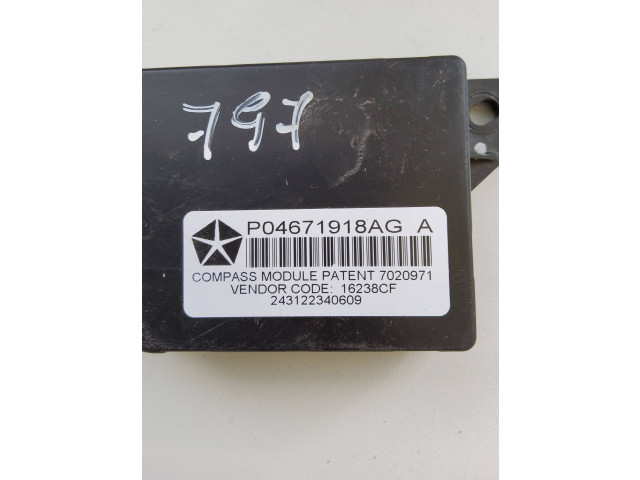 797
P04671918AG A
COMPASS MODULE PATENT 7020971
VENDOR CODE: 16238CF
243122340609